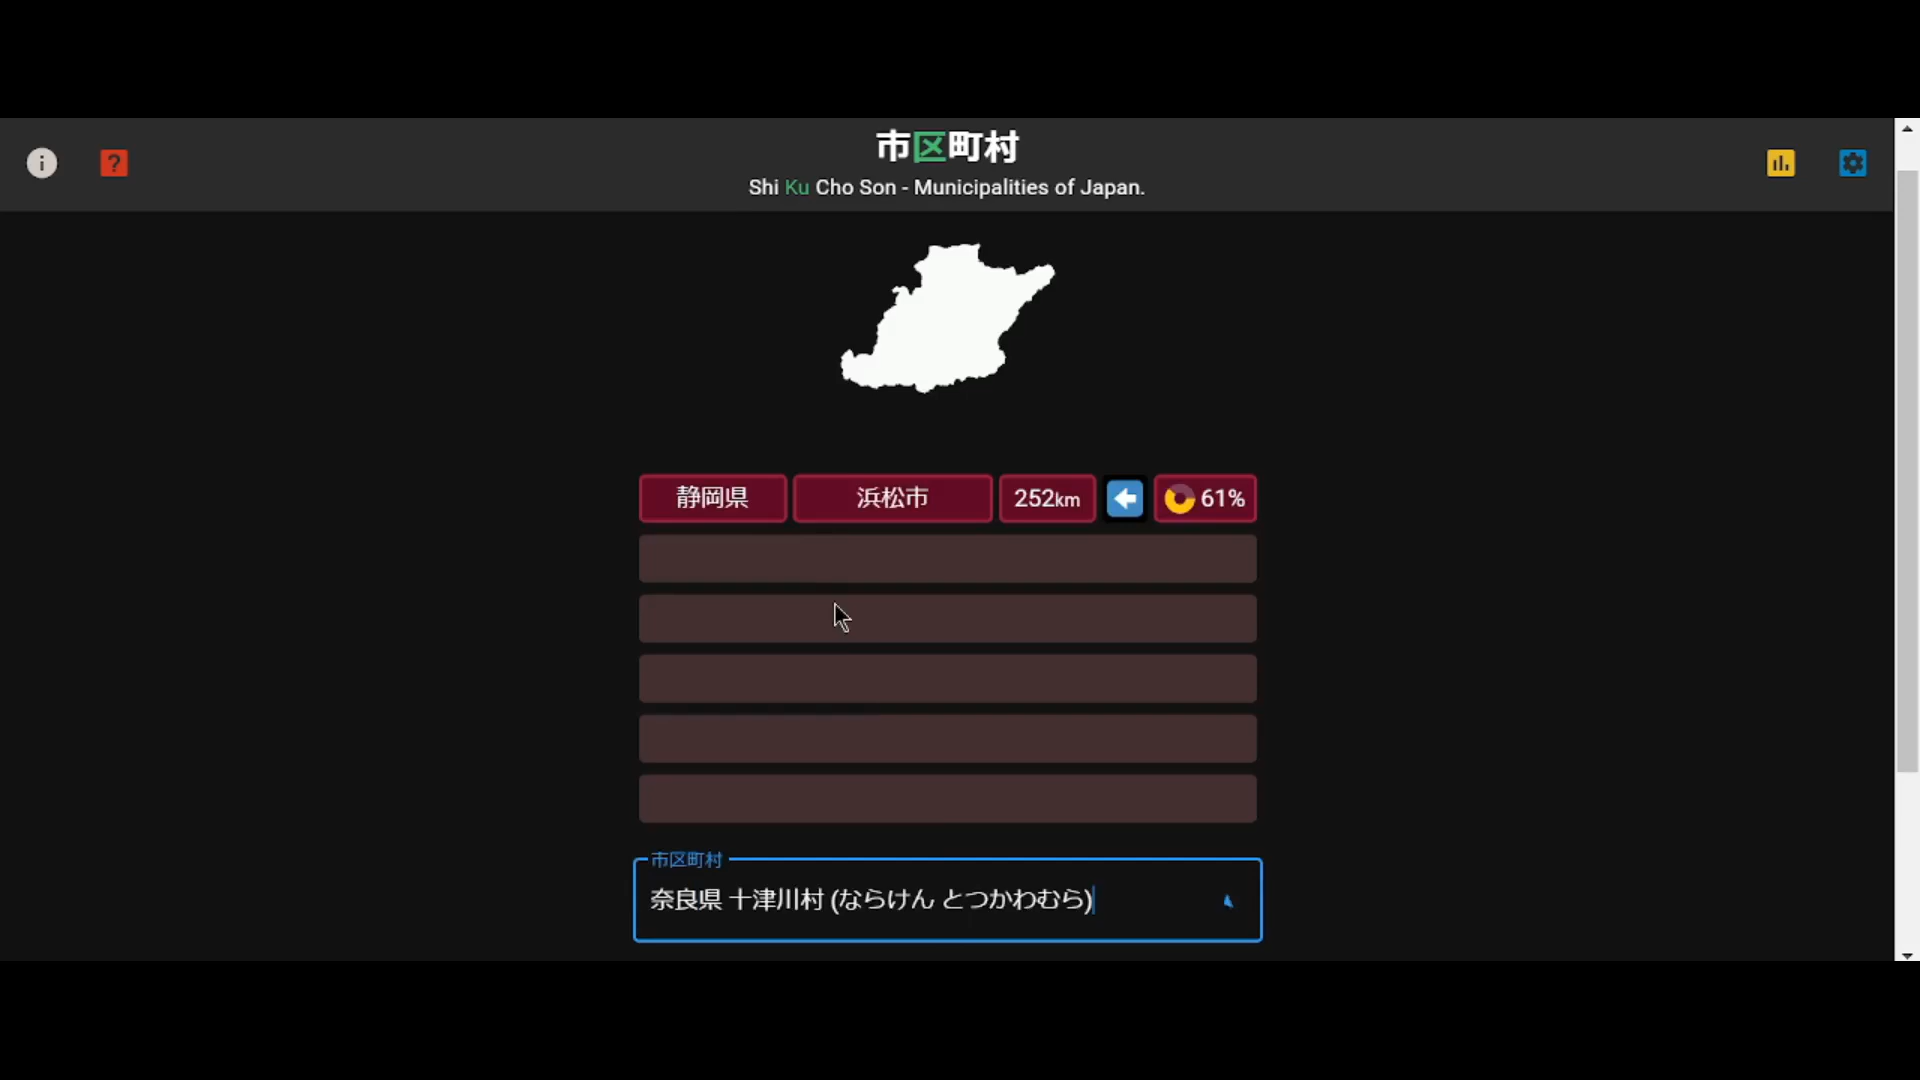 市区町村
Shi Ku Cho Son - Municipalities of Japan.
静岡県 浜松市 252km 61%
市区町村
奈良県 十津川村 (ならけん とつかわむら)